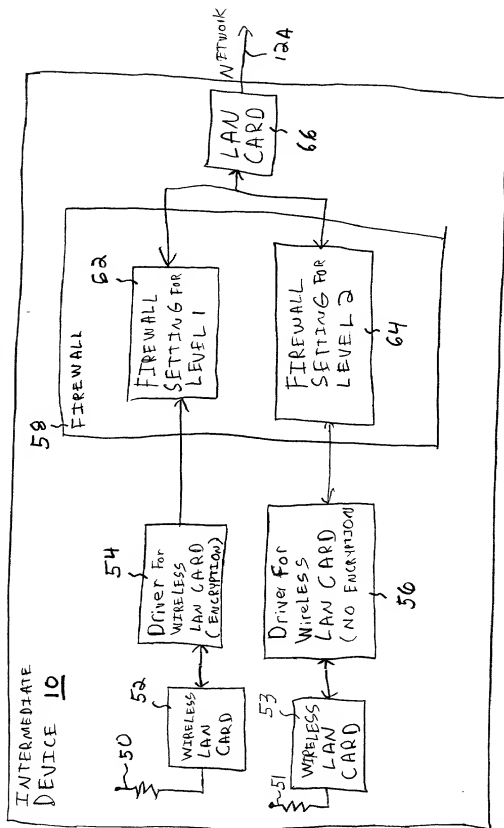 INTERMEDIATE
DEVICE 10
50
52
WIRELESS
LAN
CARD
54
Driver For
WIRELESS
LAN CARD
(ENCRYPTION)
58
FIREWALL
62
FIREWALL
SETTING FOR
LEVEL 1
51
53
WIRELESS
LAN
CARD
Driver For
Wireless
LAN CARD
(NO ENCRYPTION)
56
FIREWALL
SETTING FOR
LEVEL 2
64
LAN
CARD
66
NETWORK
12A